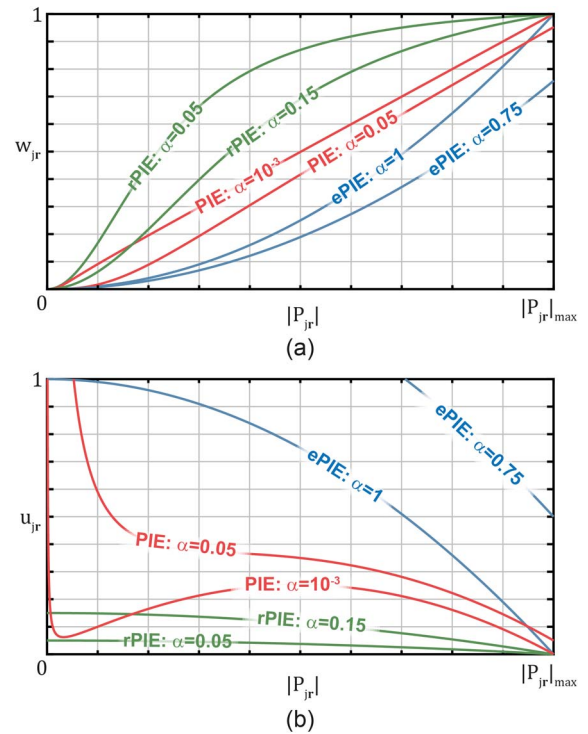 1
w_jr
rPIE: α=0.05
rPIE: α=0.15
PIE: α=10⁻³
PIE: α=0.05
ePIE: α=1
ePIE: α=0.75
0
|P_jr|
|P_jr|max
(a)
1
u_jr
ePIE: α=0.75
ePIE: α=1
PIE: α=0.05
PIE: α=10⁻³
rPIE: α=0.15
rPIE: α=0.05
0
|P_jr|
|P_jr|max
(b)